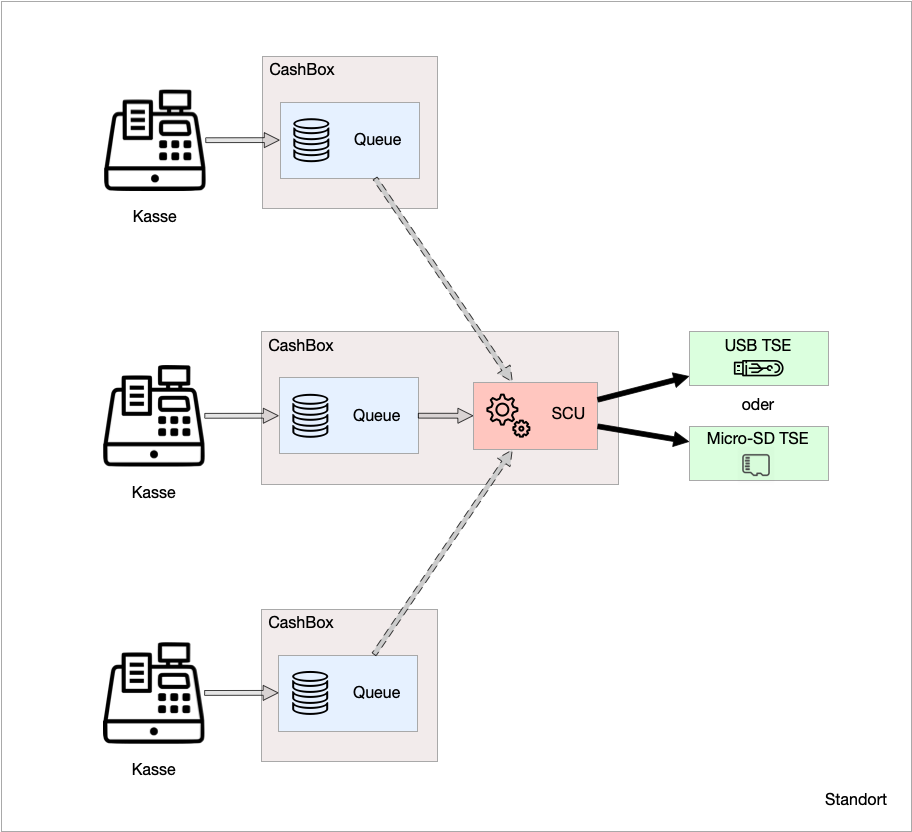 CashBox
Queue
Kasse
CashBox
Queue
SCU
USB TSE
oder
Micro-SD TSE
Kasse
CashBox
Queue
Kasse
Standort